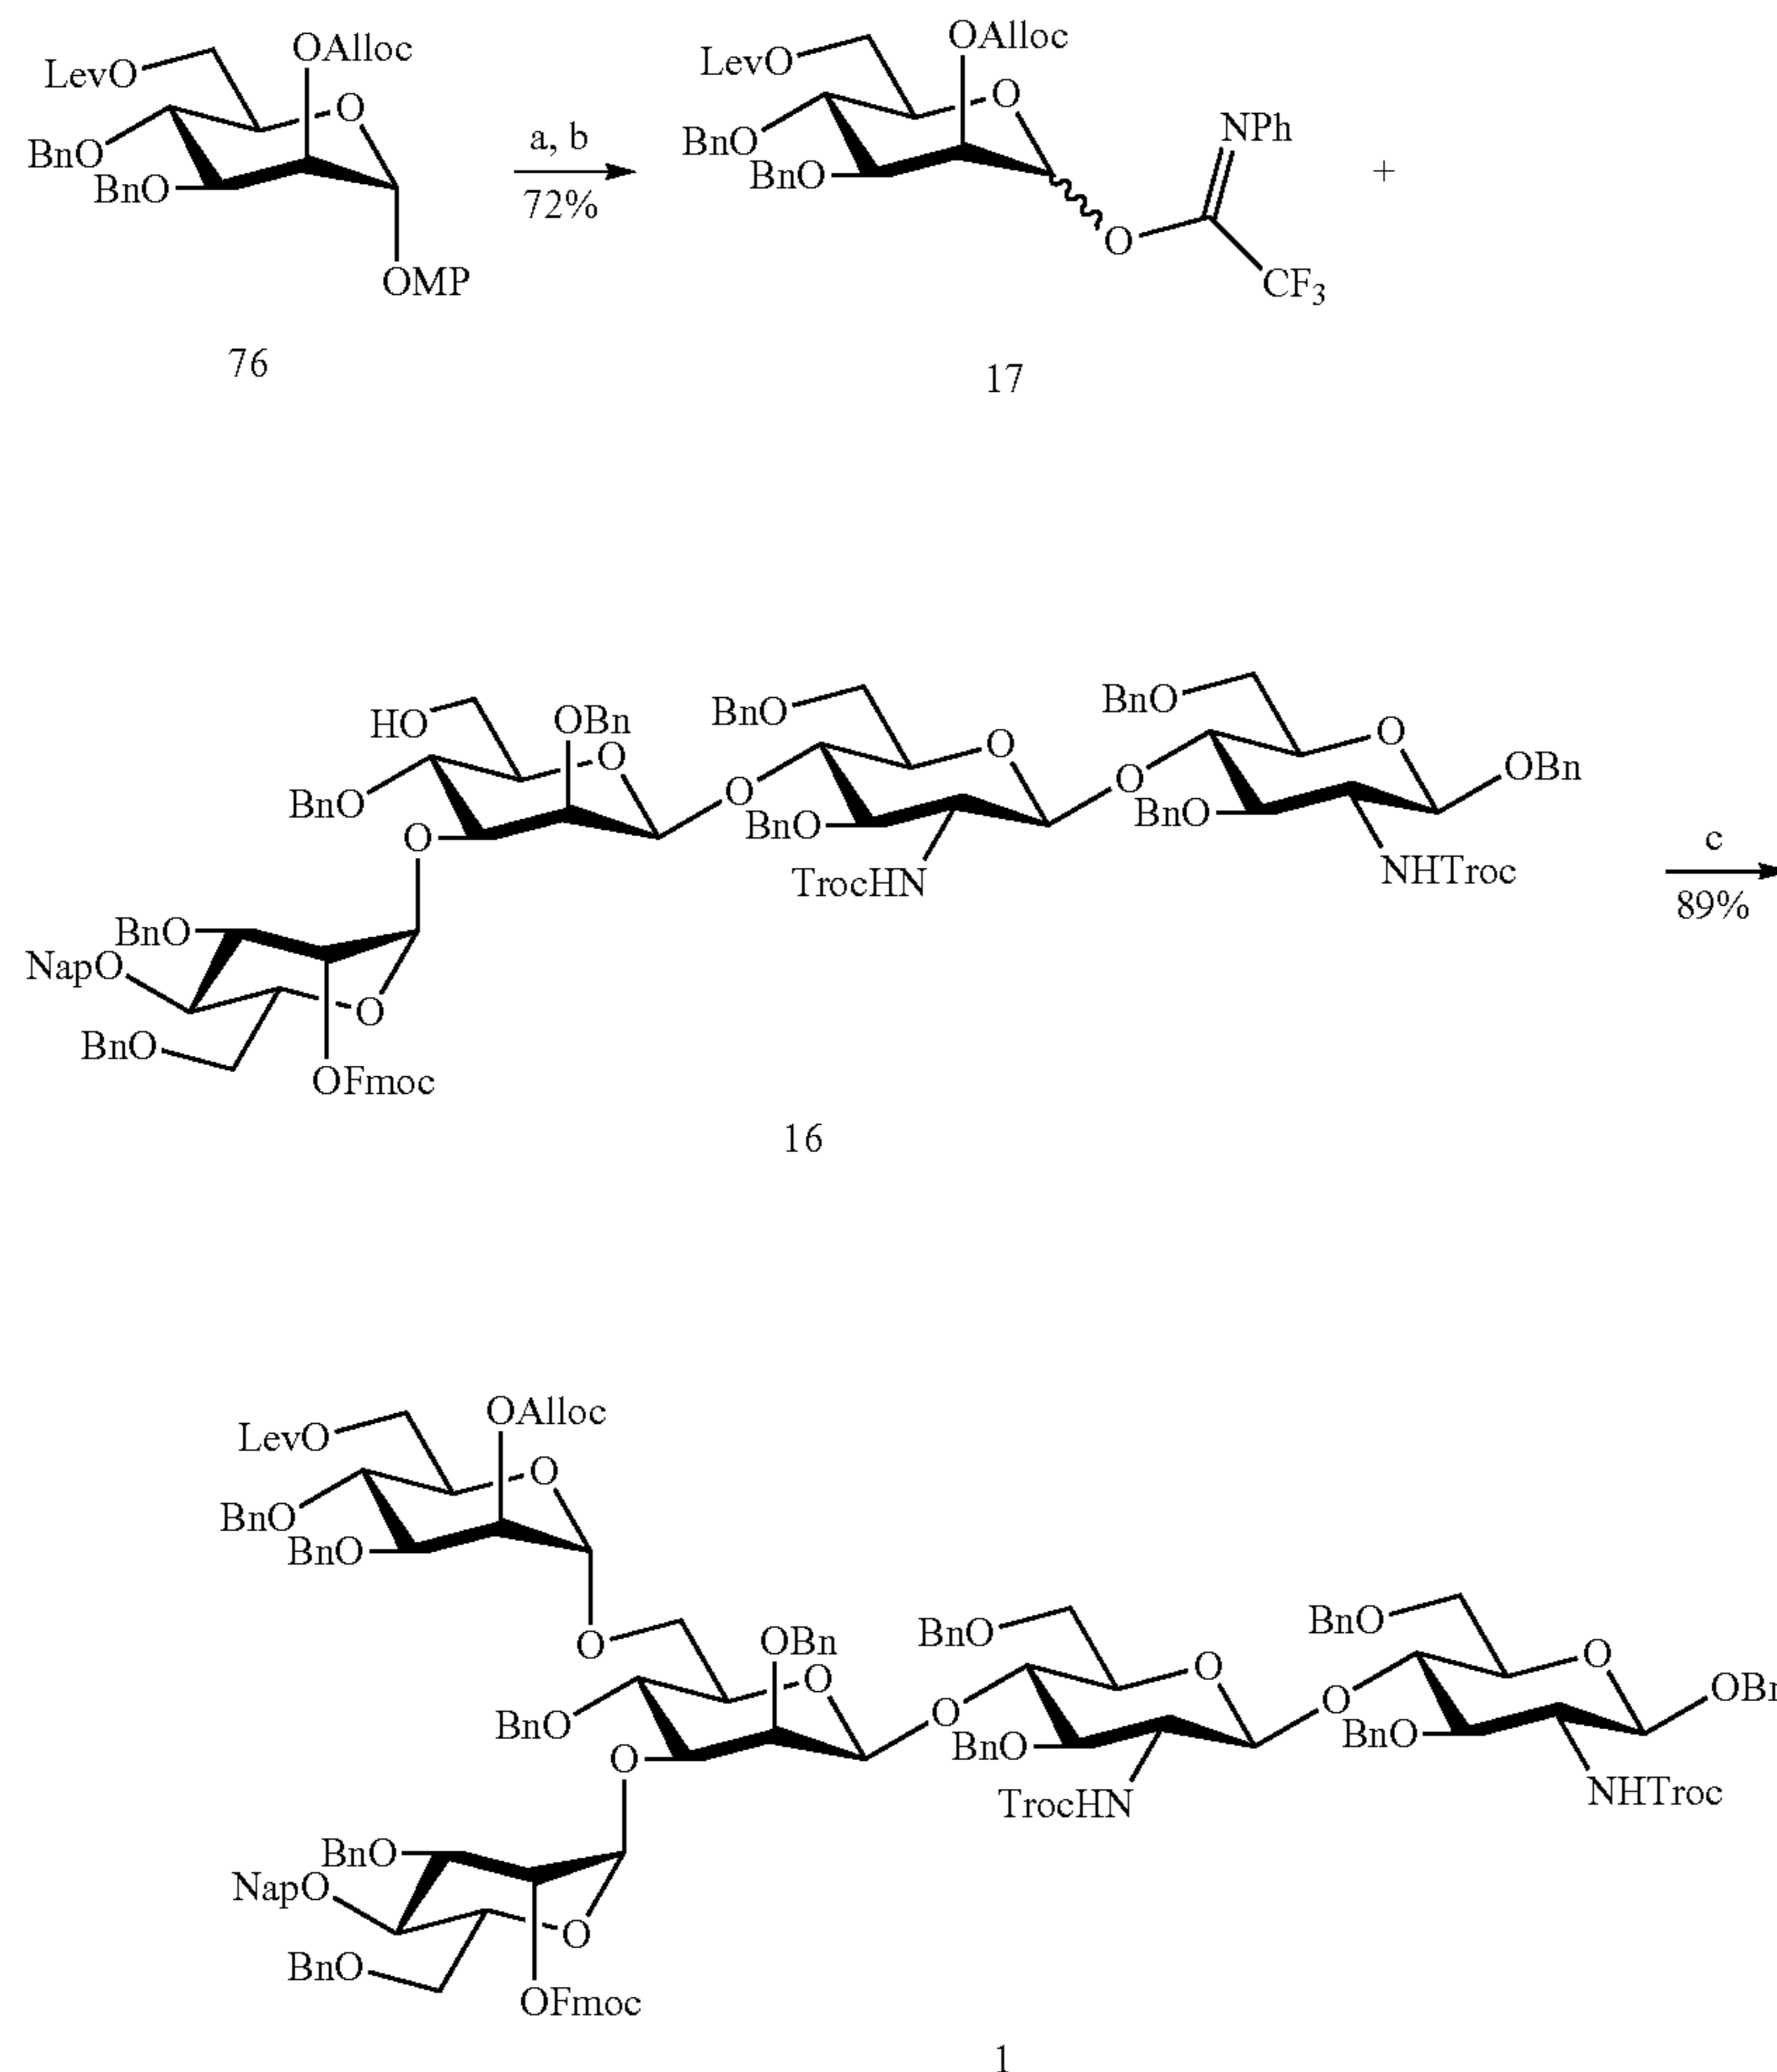 OAlloc
LevO
O
BnO
BnO
OMP
76
a, b
72%
OAlloc
LevO
O
BnO
BnO
NPh
O
CF3
17
+
HO
OBn
O
BnO
O
BnO
O
O
BnO
TrocHN
BnO
O
O
BnO
OBn
NHTroc
BnO
NapO
O
BnO
OFmoc
16
c
89%
OAlloc
LevO
O
BnO
BnO
O
OBn
O
BnO
O
BnO
O
O
BnO
TrocHN
BnO
O
O
BnO
OBn
NHTroc
BnO
NapO
O
BnO
OFmoc
1